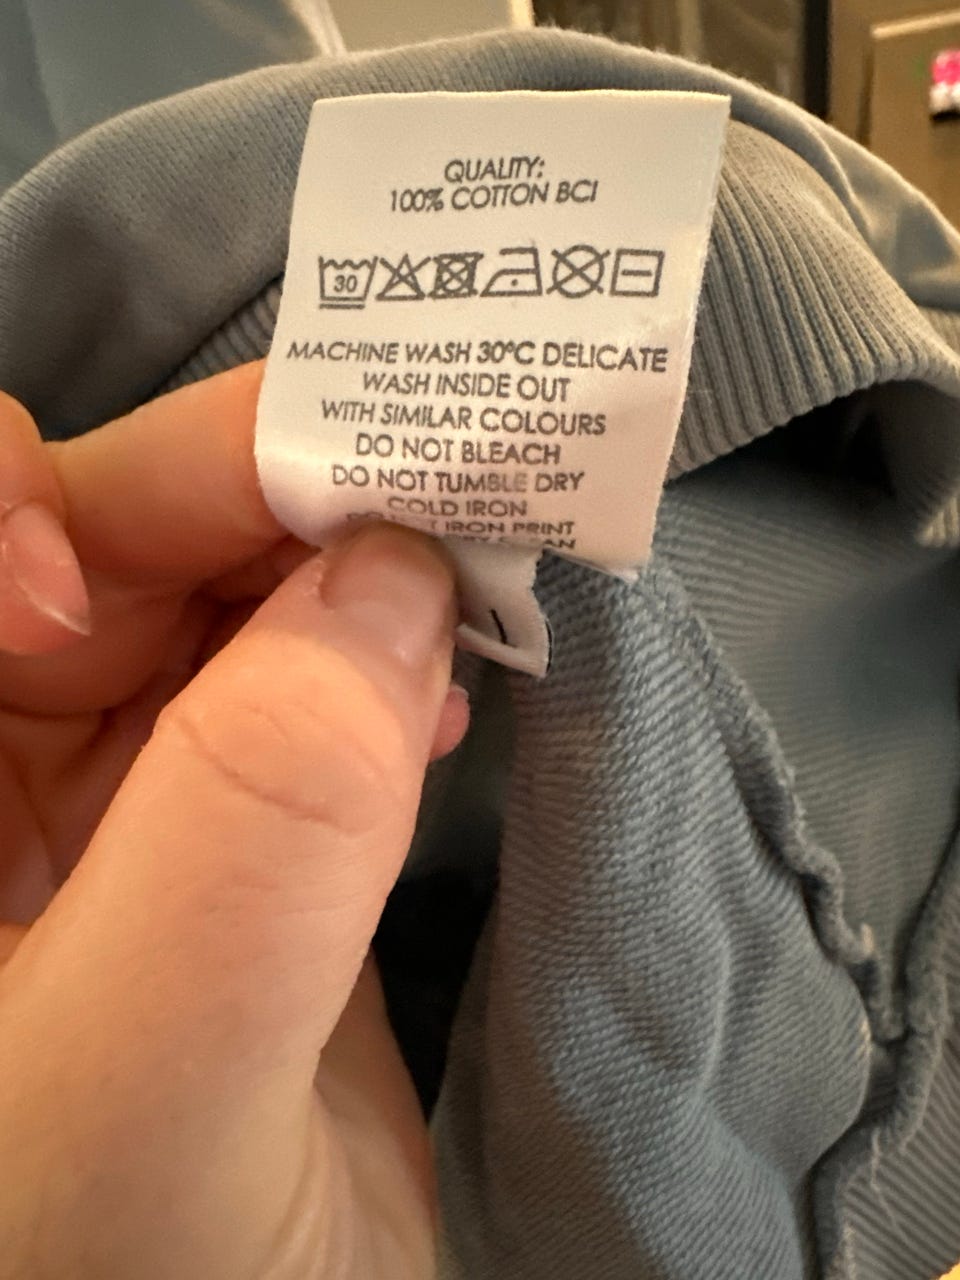 QUALITY:
100% COTTON BCI
30
MACHINE WASH 30°C DELICATE
WASH INSIDE OUT
WITH SIMILAR COLOURS
DO NOT BLEACH
DO NOT TUMBLE DRY
COLD IRON
IRON PRINT